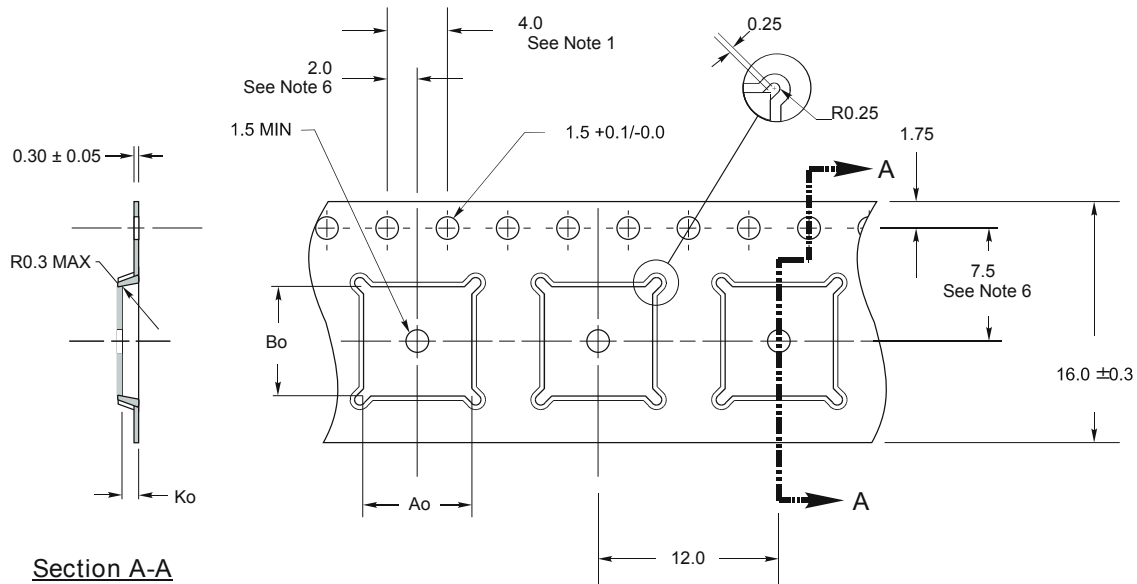 4.0
See Note 1
0.25
2.0
See Note 6
1.5 MIN
1.5 +0.1/-0.0
R0.25
1.75
0.30 ± 0.05
A
R0.3 MAX
7.5
See Note 6
Bo
16.0 ±0.3
Ko
Ao
A
12.0
Section A-A